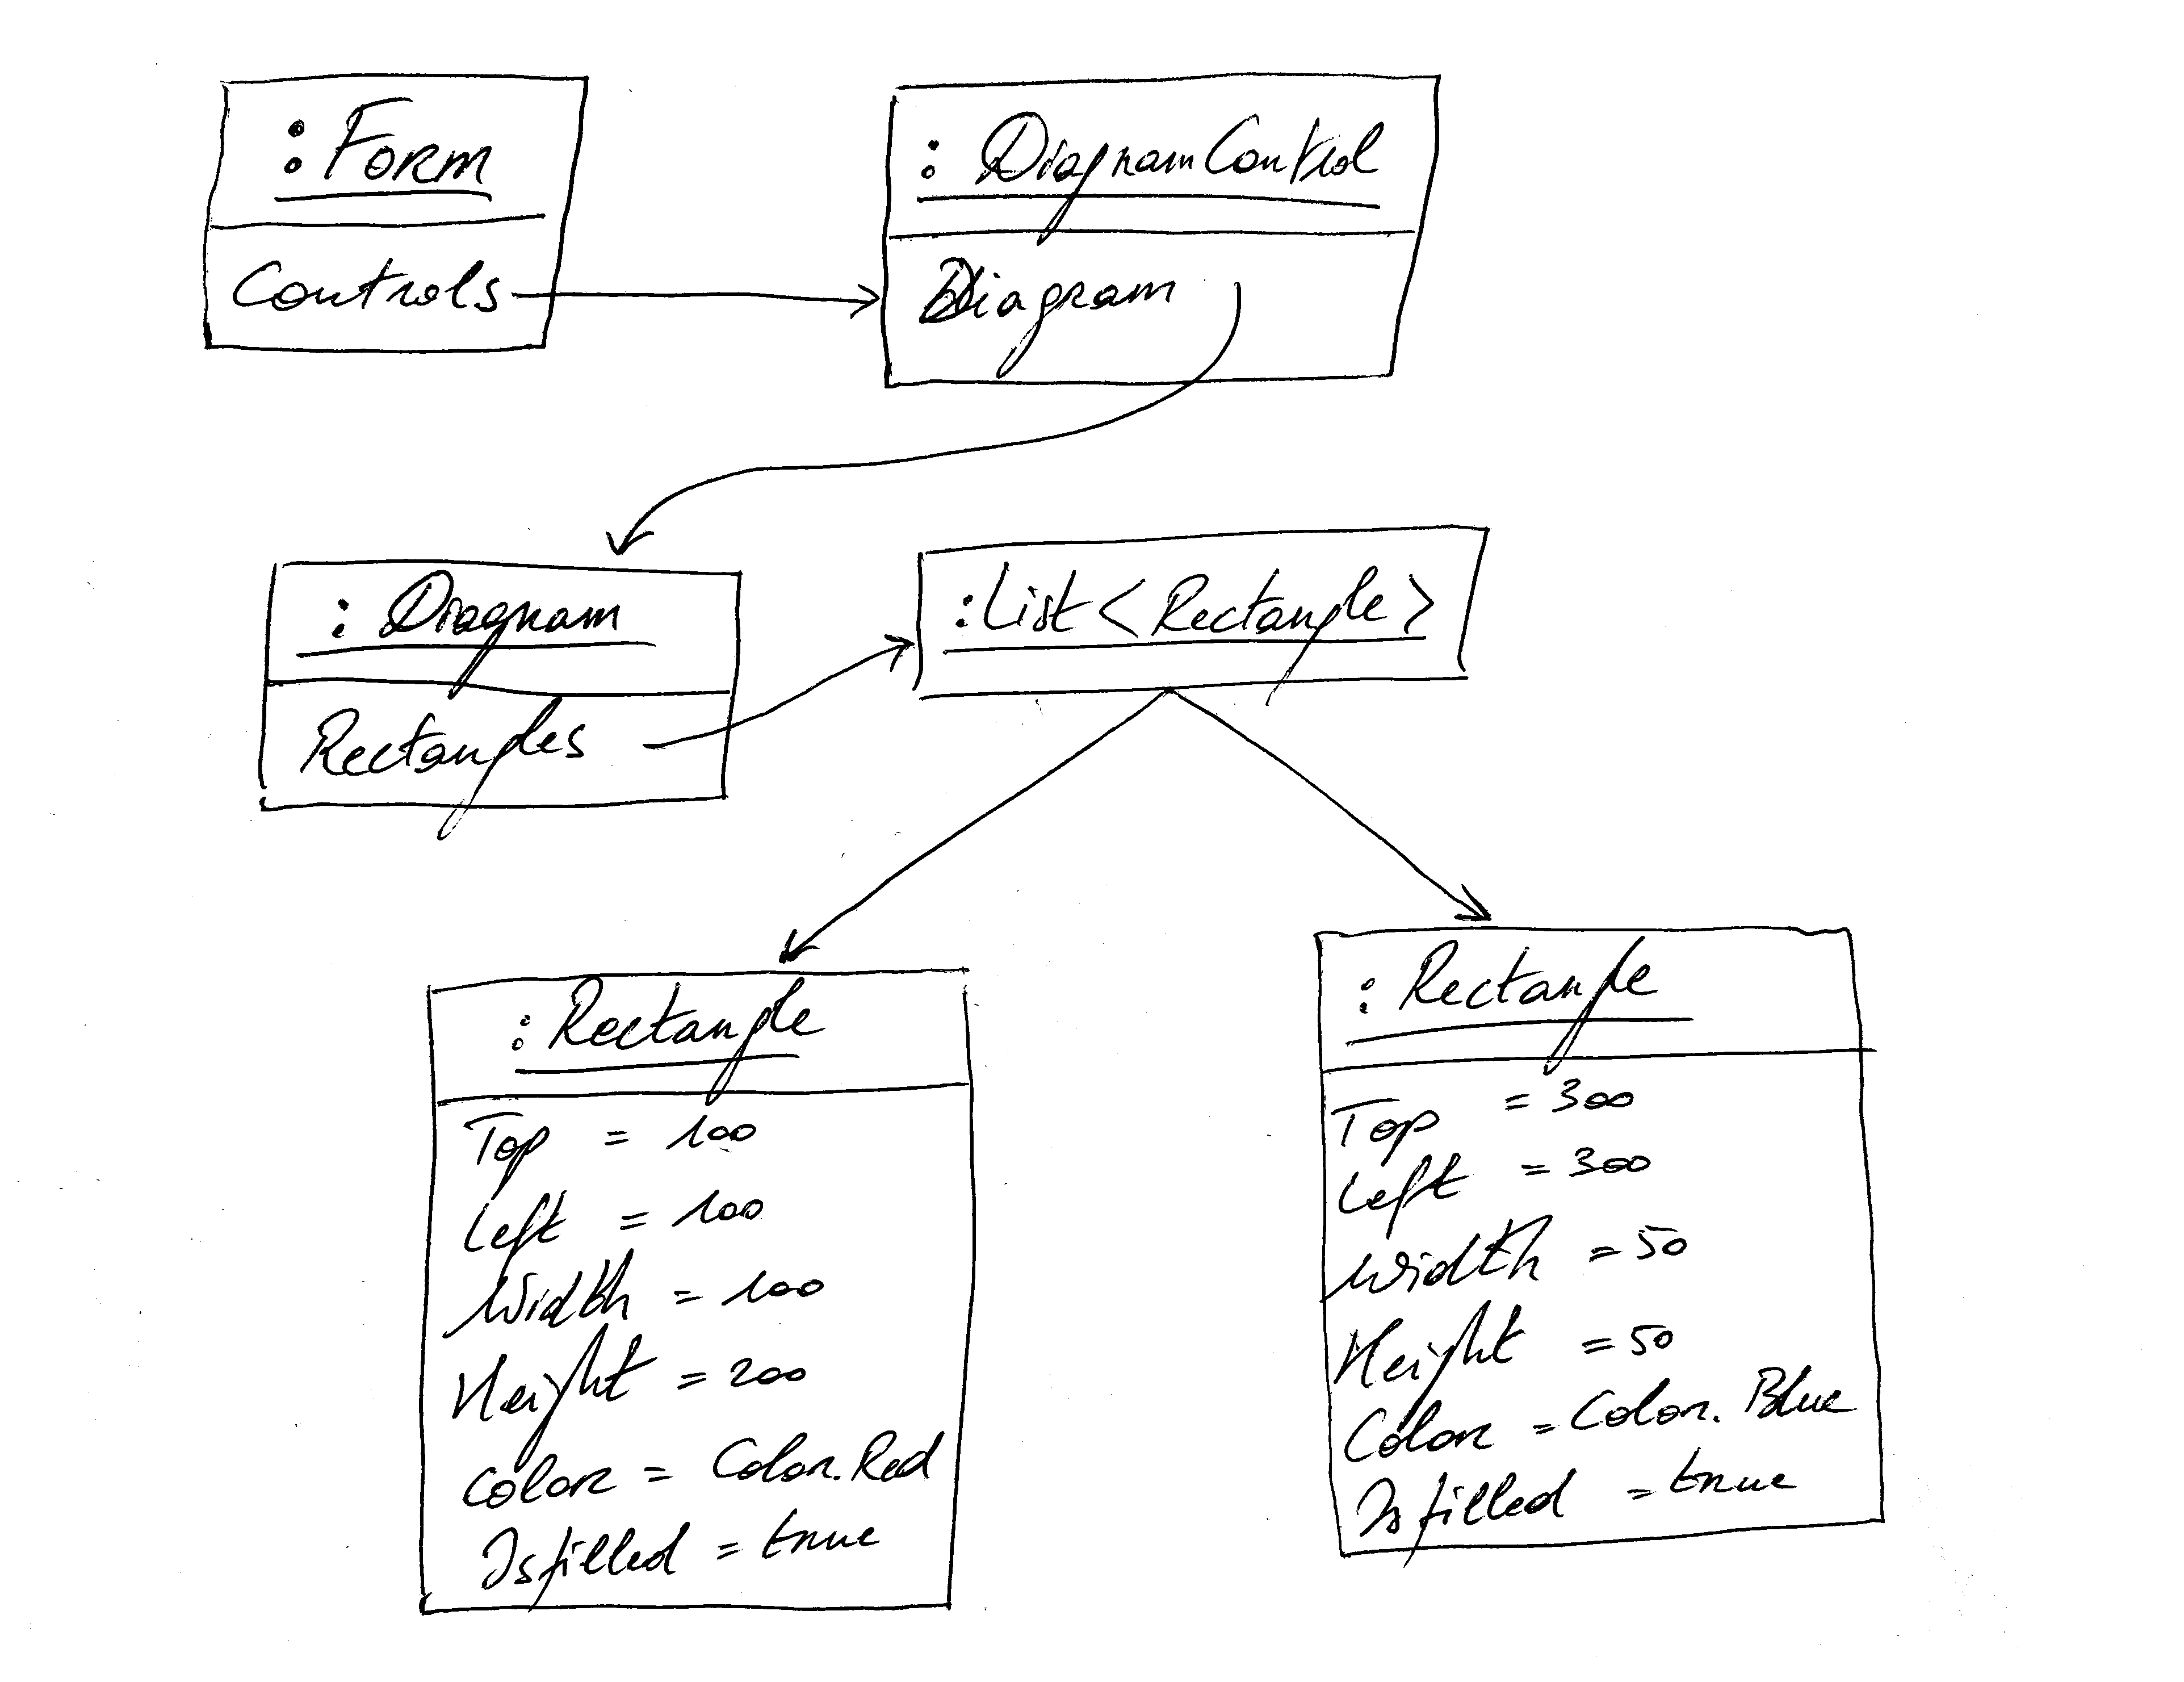 : Form
Controls
: DiagramControl
Diagram
: Diagram
Rectangles
: List <Rectangle>
: Rectangle
Top = 100
Left = 100
Width = 100
Height = 200
Color = Color.Red
Isfilled = true
: Rectangle
Top = 300
Left = 300
Width = 50
Height = 50
Color = Color.Blue
Isfilled = true